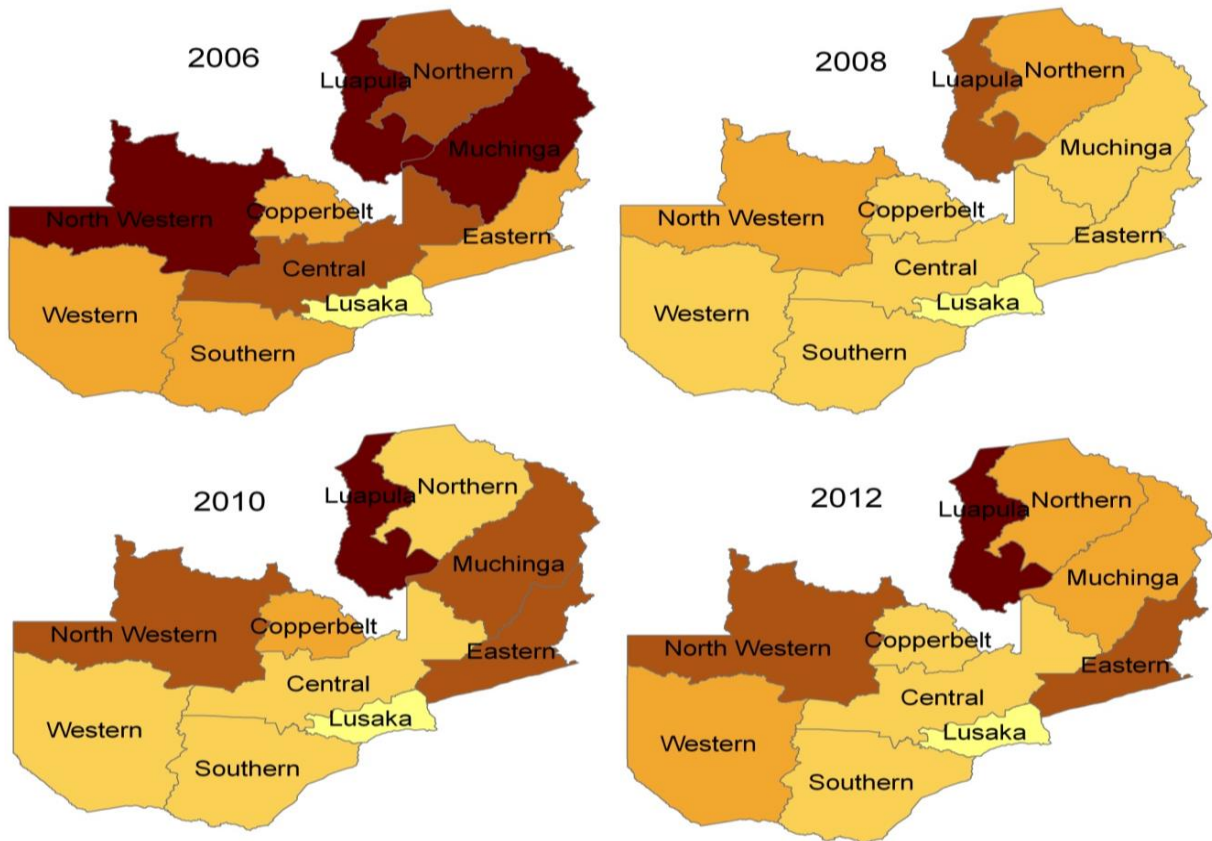 2006
Luapula
Northern
Muchinga
North Western
Copperbelt
Eastern
Central
Western
Lusaka
Southern
2008
Luapula
Northern
Muchinga
North Western
Copperbelt
Eastern
Central
Western
Lusaka
Southern
2010
Luapula
Northern
Muchinga
North Western
Copperbelt
Eastern
Central
Western
Lusaka
Southern
2012
Luapula
Northern
Muchinga
North Western
Copperbelt
Eastern
Central
Western
Lusaka
Southern